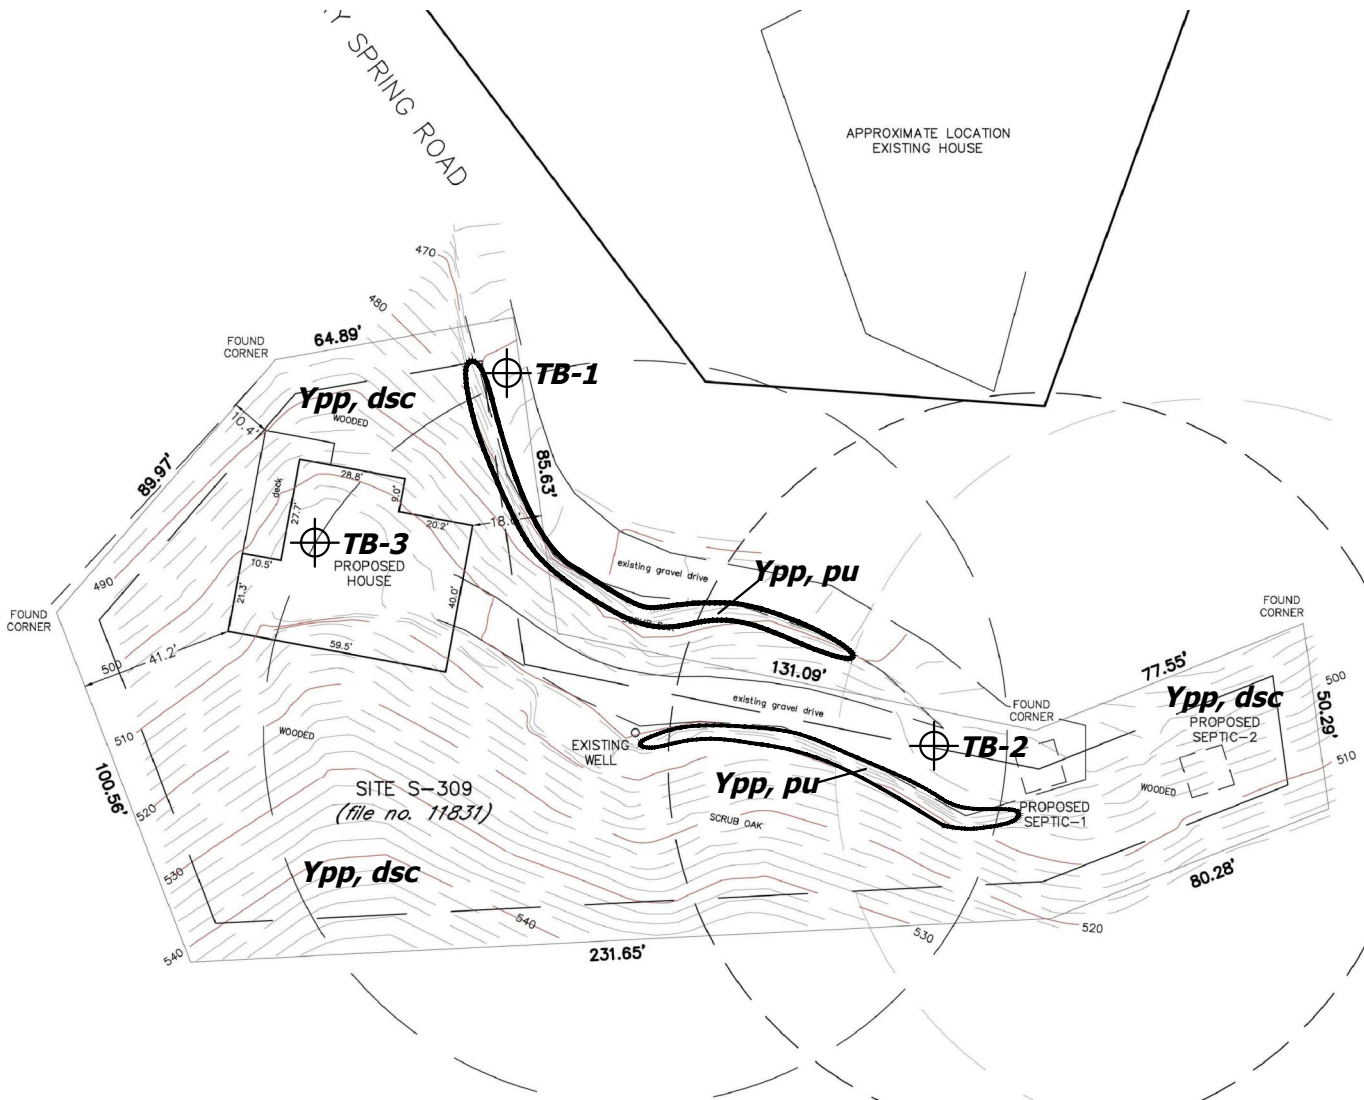 SPRING ROAD
APPROXIMATE LOCATION
EXISTING HOUSE
470
480
FOUND
CORNER
64.89'
TB-1
Ypp, dsc
WOODED
10.4'
89.97'
85.63'
deck
28.8'
9.0'
27.7'
20.2'
TB-3
PROPOSED
HOUSE
10.5'
21.3'
40.0'
59.5'
490
existing gravel drive
Ypp, pu
FOUND
CORNER
FOUND
CORNER
500
41.2'
131.09'
77.55'
500
Ypp, dsc
PROPOSED
SEPTIC-2
50.29'
existing gravel drive
FOUND
CORNER
510
WOODED
EXISTING
WELL
TB-2
510
Ypp, pu
WOODED
100.56'
SITE S-309
(file no. 11831)
520
SCRUB OAK
PROPOSED
SEPTIC-1
530
Ypp, dsc
80.28'
540
540
231.65'
530
520